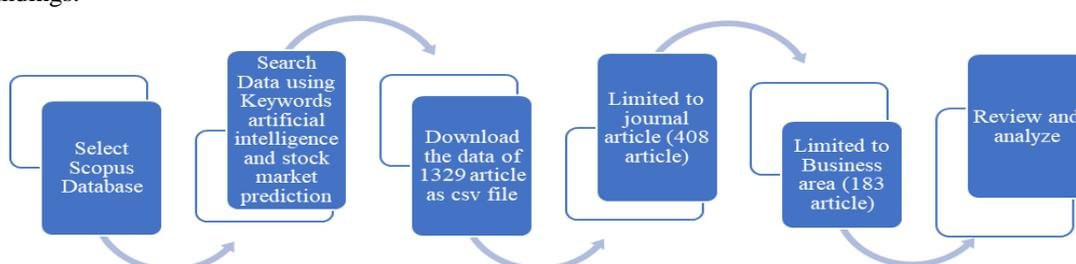 Select
Scopus
Database
Search
Data using
Keywords
artificial
intelligence
and stock
market
prediction
Download
the data of
1329 article
as csv file
Limited to
journal
article (408
article)
Limited to
Business
area (183
article)
Review and
analyze